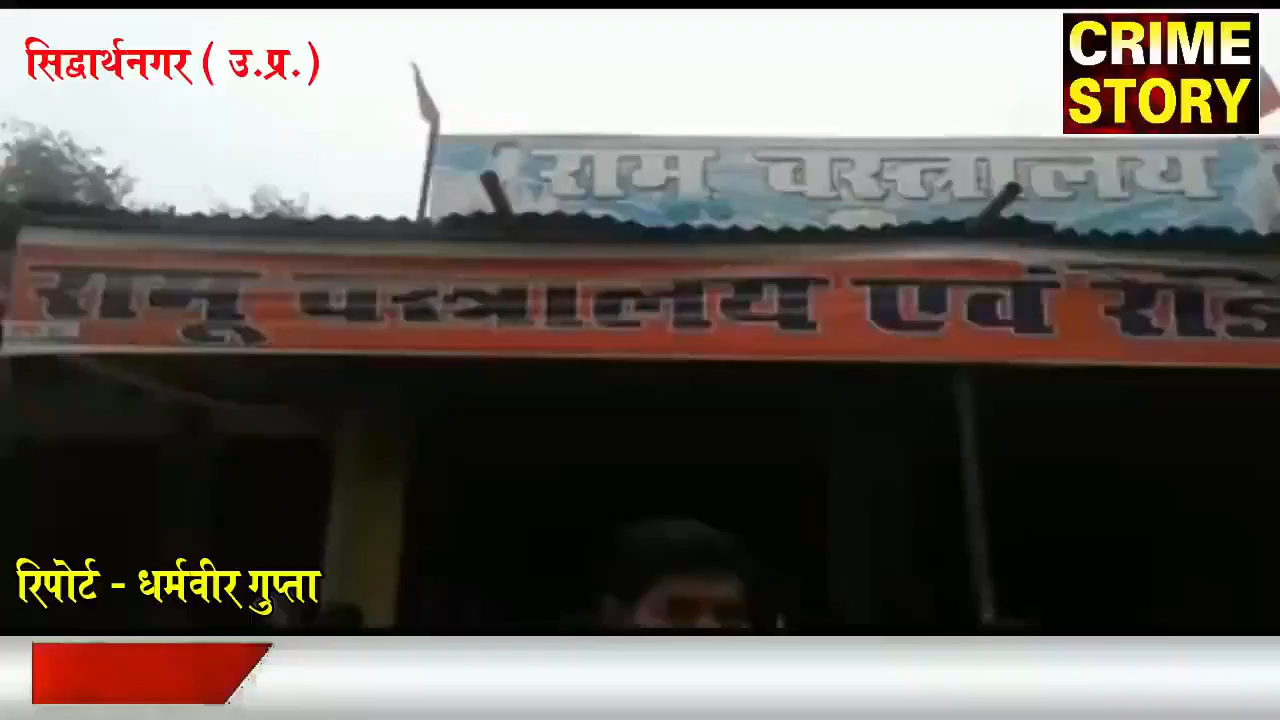 सिद्वार्थनगर ( उ.प्र.)
CRIME
STORY
राम वस्त्रालय
रामू वस्त्रालय एवं रेडी
रिपोर्ट - धर्मवीर गुप्ता